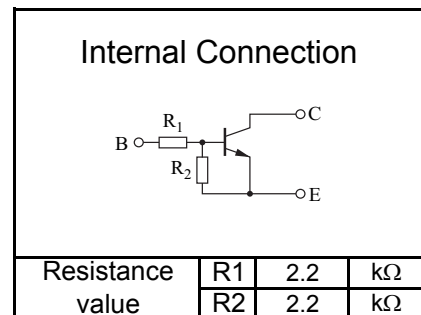 Internal Connection
C
R₁
B
R₂
E
Resistance value R1 2.2 kΩ
R2 2.2 kΩ